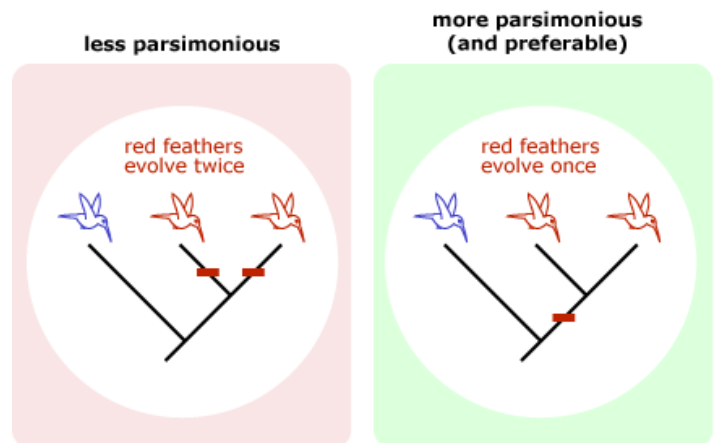 less parsimonious
red feathers
evolve twice
more parsimonious
(and preferable)
red feathers
evolve once